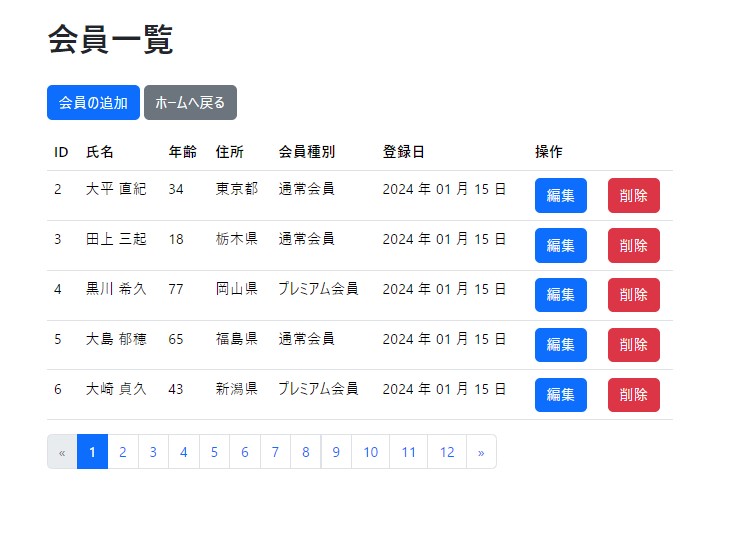 会員一覧
会員の追加 ホームへ戻る
ID 氏名 年齢 住所 会員種別 登録日 操作
2 大平 直紀 34 東京都 通常会員 2024 年 01 月 15 日 編集 削除
3 田上 三起 18 栃木県 通常会員 2024 年 01 月 15 日 編集 削除
4 黒川 希久 77 岡山県 プレミアム会員 2024 年 01 月 15 日 編集 削除
5 大島 郁穂 65 福島県 通常会員 2024 年 01 月 15 日 編集 削除
6 大崎 貞久 43 新潟県 プレミアム会員 2024 年 01 月 15 日 編集 削除
« 1 2 3 4 5 6 7 8 9 10 11 12 »